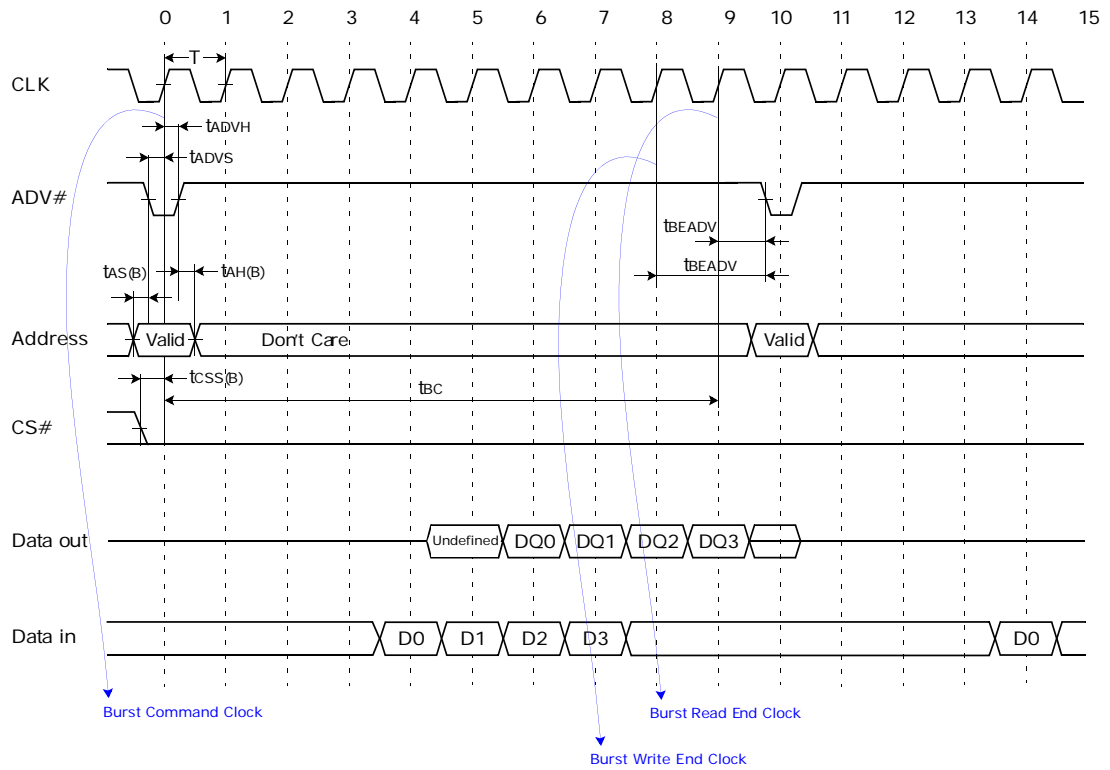 0 1 2 3 4 5 6 7 8 9 10 11 12 13 14 15
T
CLK
tADVH
tADVS
ADV#
tBEADV
tBEADV
tAS(B)
tAH(B)
Address
Valid
Don't Care
Valid
tCSS(B)
tBC
CS#
Data out
Undefined
DQ0
DQ1
DQ2
DQ3
Data in
D0
D1
D2
D3
D0
Burst Command Clock
Burst Read End Clock
Burst Write End Clock